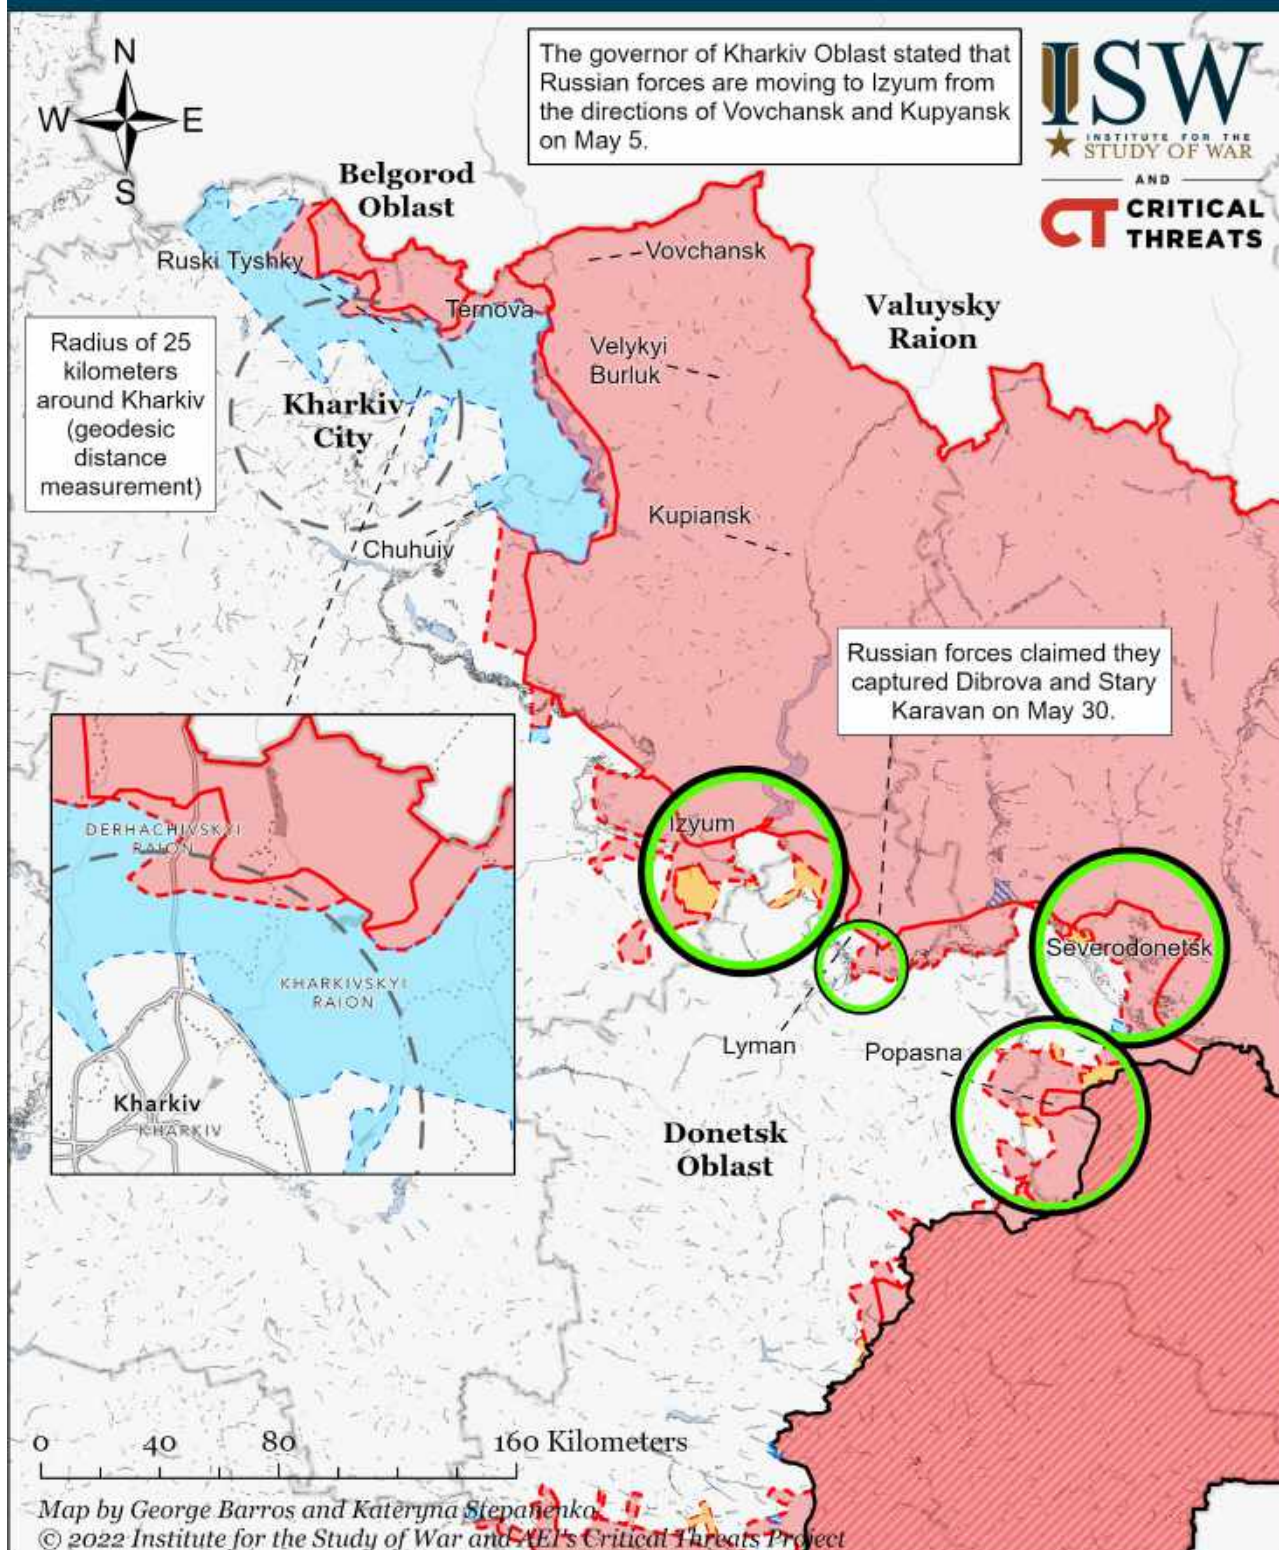 N
W E
S
The governor of Kharkiv Oblast stated that
Russian forces are moving to Izyum from
the directions of Vovchansk and Kupyansk
on May 5.
ISW
INSTITUTE FOR THE
STUDY OF WAR
AND
CT CRITICAL
THREATS
Belgorod
Oblast
Ruski Tyshky
Vovchansk
Ternova
Valuysky
Raion
Radius of 25
kilometers
around Kharkiv
(geodesic
distance
measurement)
Velykyi
Burluk
Kharkiv
City
Kupiansk
Chuhuiv
Russian forces claimed they
captured Dibrova and Stary
Karavan on May 30.
DERHACHIVSKYI
RAION
KHARKIVSKYI
RAION
Kharkiv
KHARKIV
Izyum
Severodonetsk
Lyman
Popasna
Donetsk
Oblast
0 40 80 160 Kilometers
Map by George Barros and Kateryna Stepanenko
© 2022 Institute for the Study of War and AEI's Critical Threats Project